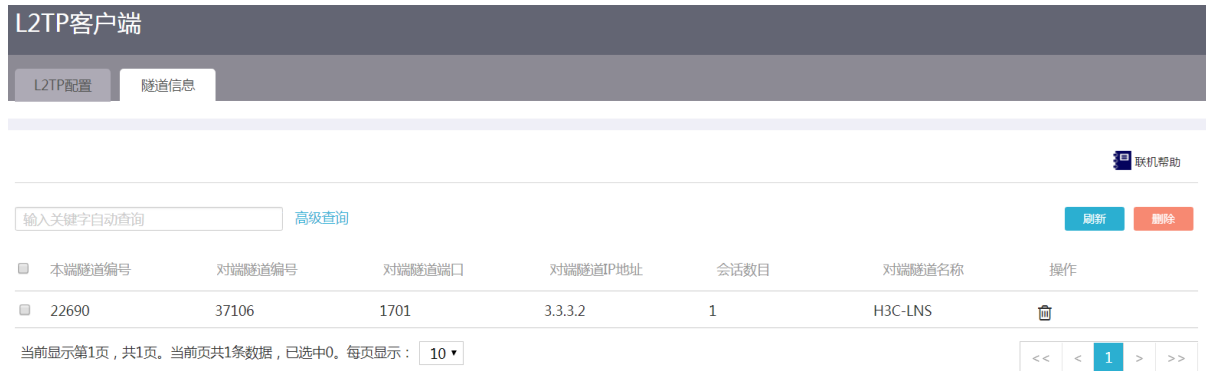 L2TP客户端
L2TP配置 隧道信息
联机帮助
输入关键字自动查询 高级查询 刷新 删除
本端隧道编号 对端隧道编号 对端隧道端口 对端隧道IP地址 会话数目 对端隧道名称 操作
22690 37106 1701 3.3.3.2 1 H3C-LNS
当前显示第1页，共1页。当前页共1条数据，已选中0。每页显示： 10 << < 1 > >>